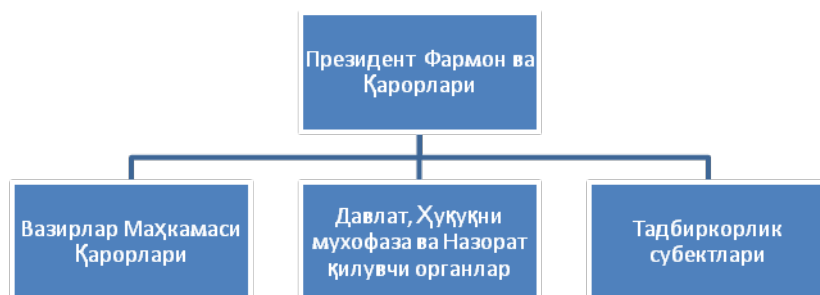 Президент Фармон ва
Қарорлари
Вазирлар Маҳкамаси
Қарорлари
Давлат, Ҳуқуқни
мухофаза ва Назорат
қилувчи органлар
Тадбиркорлик
субектлари